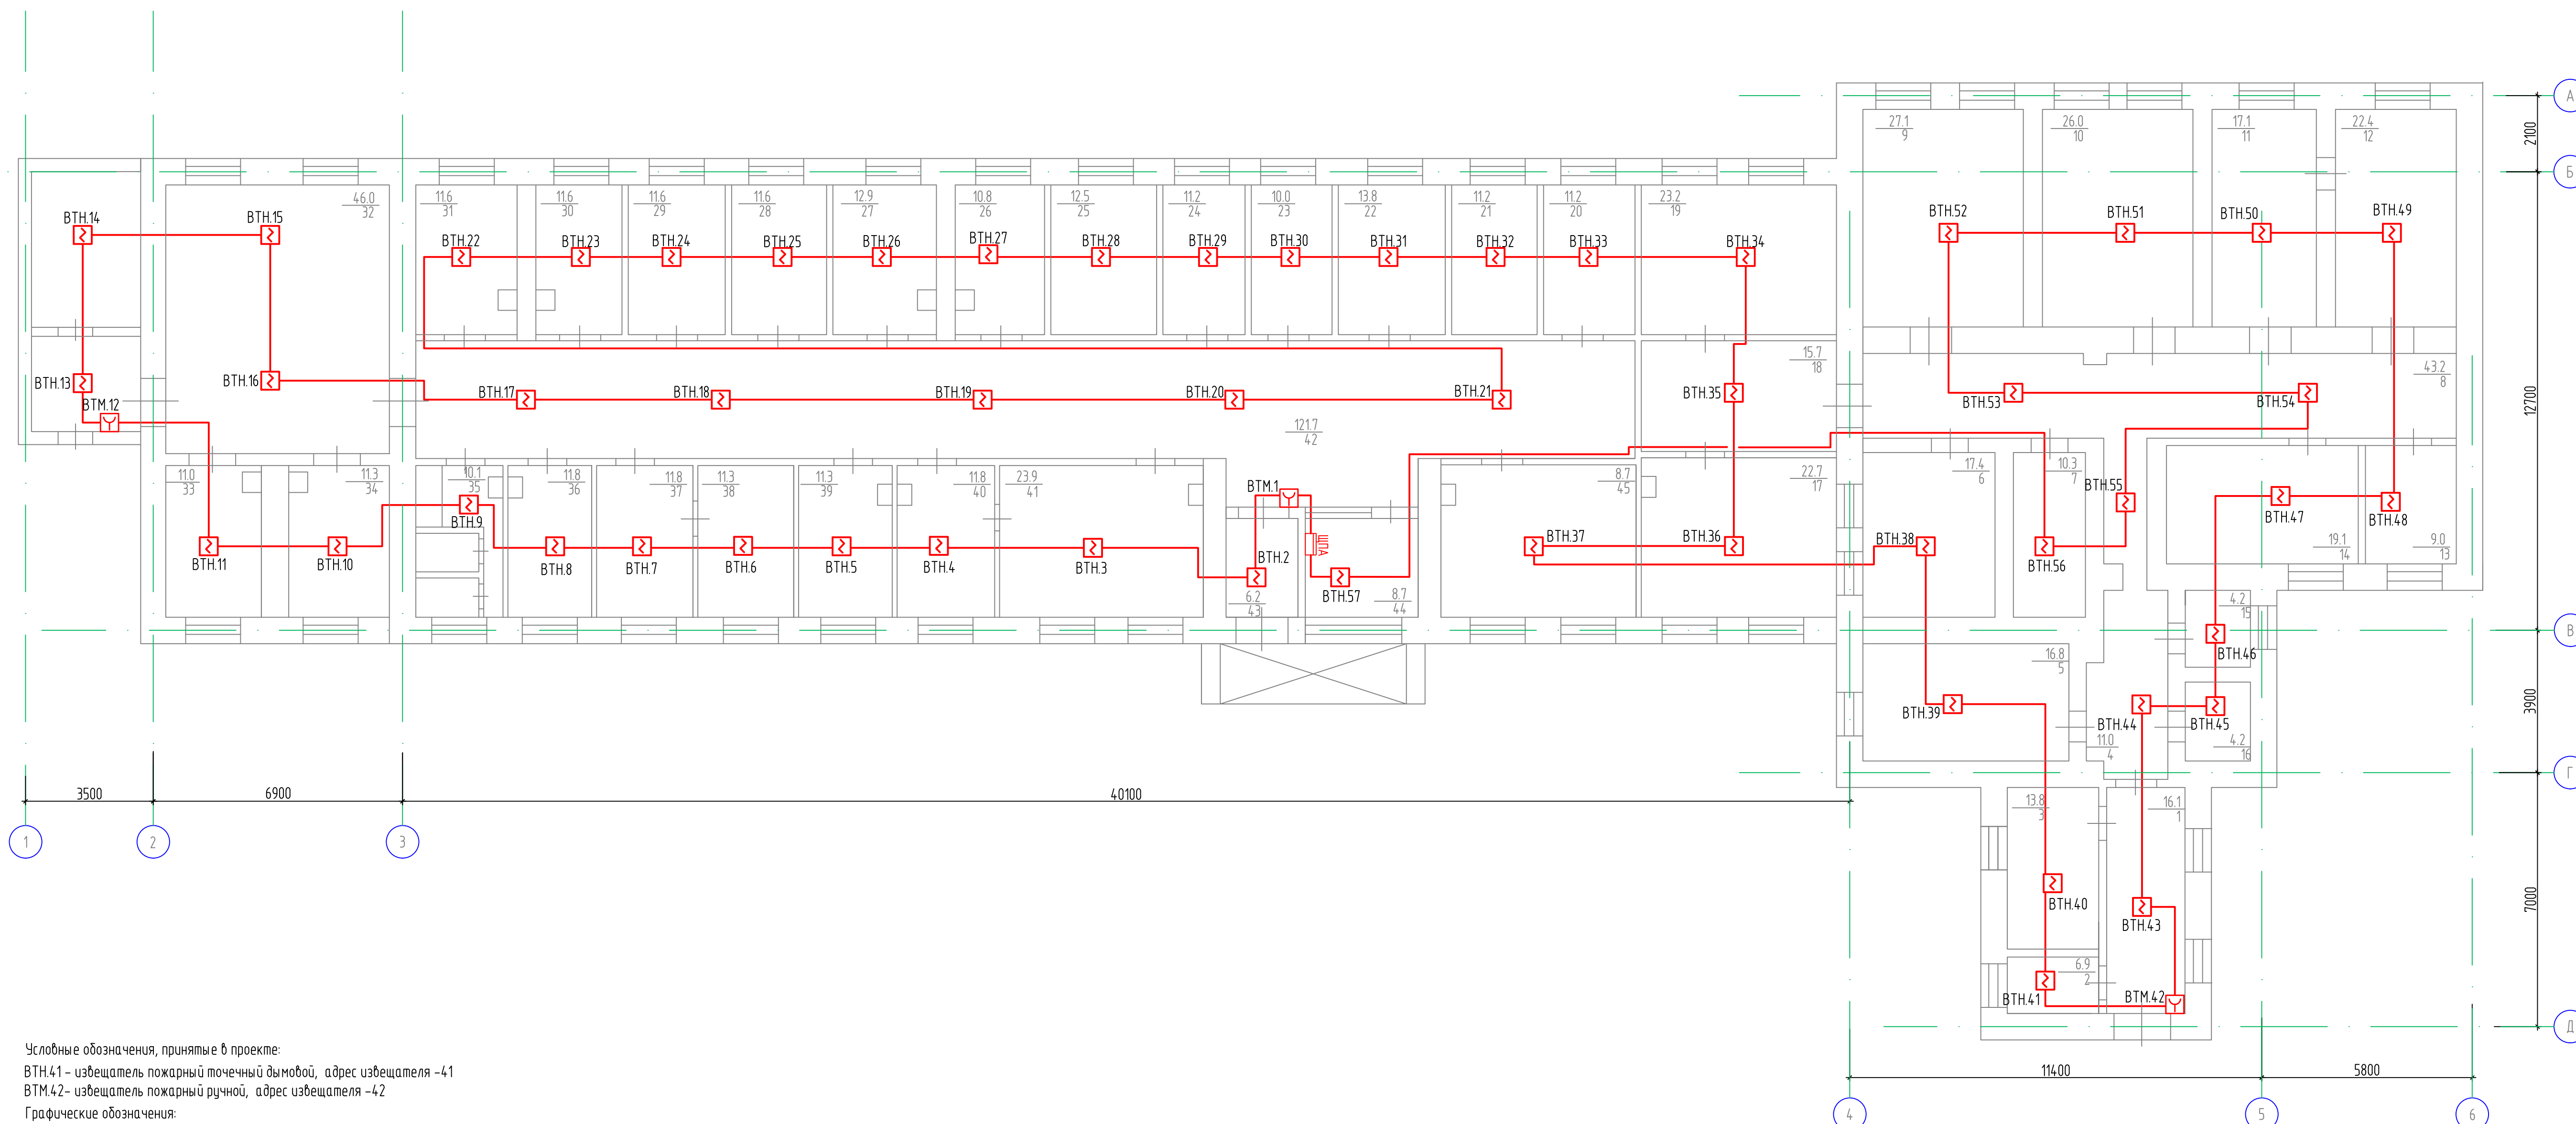 А
27.1
9
26.0
10
17.1
11
22.4
12
2100
Б
46.0
32
11.6
31
11.6
30
11.6
29
11.6
28
12.9
27
10.8
26
12.5
25
11.2
24
10.0
23
13.8
22
11.2
21
11.2
20
23.2
19
ВТН.14
ВТН.15
ВТН.22
ВТН.23
ВТН.24
ВТН.25
ВТН.26
ВТН.27
ВТН.28
ВТН.29
ВТН.30
ВТН.31
ВТН.32
ВТН.33
ВТН.34
ВТН.52
ВТН.51
ВТН.50
ВТН.49
15.7
18
43.2
8
12700
ВТН.13
ВТМ.12
ВТН.16
ВТН.17
ВТН.18
ВТН.19
ВТН.20
ВТН.21
ВТН.35
ВТН.53
ВТН.54
121.7
42
11.0
33
11.3
34
10.1
35
11.8
36
11.8
37
11.3
38
11.3
39
11.8
40
23.9
41
8.7
45
22.7
17
17.4
6
10.3
7
ВТМ.1
ВТН.55
ВТН.47
ВТН.48
ВТН.9
ШПА
ВТН.37
ВТН.36
ВТН.38
19.1
14
9.0
13
ВТН.11
ВТН.10
ВТН.8
ВТН.7
ВТН.6
ВТН.5
ВТН.4
ВТН.3
ВТН.2
ВТН.57
ВТН.56
6.2
43
8.7
44
4.2
15
В
ВТН.46
16.8
5
3900
ВТН.39
ВТН.44
ВТН.45
11.0
4
4.2
16
Г
3500
6900
40100
13.8
3
16.1
1
1
2
3
7000
ВТН.40
ВТН.43
6.9
2
ВТН.41
ВТМ.42
Д
Условные обозначения, принятые в проекте:
ВТН.41 - извещатель пожарный точечный дымовой, адрес извещателя -41
ВТМ.42- извещатель пожарный ручной, адрес извещателя -42
Графические обозначения:
11400
5800
4
5
6